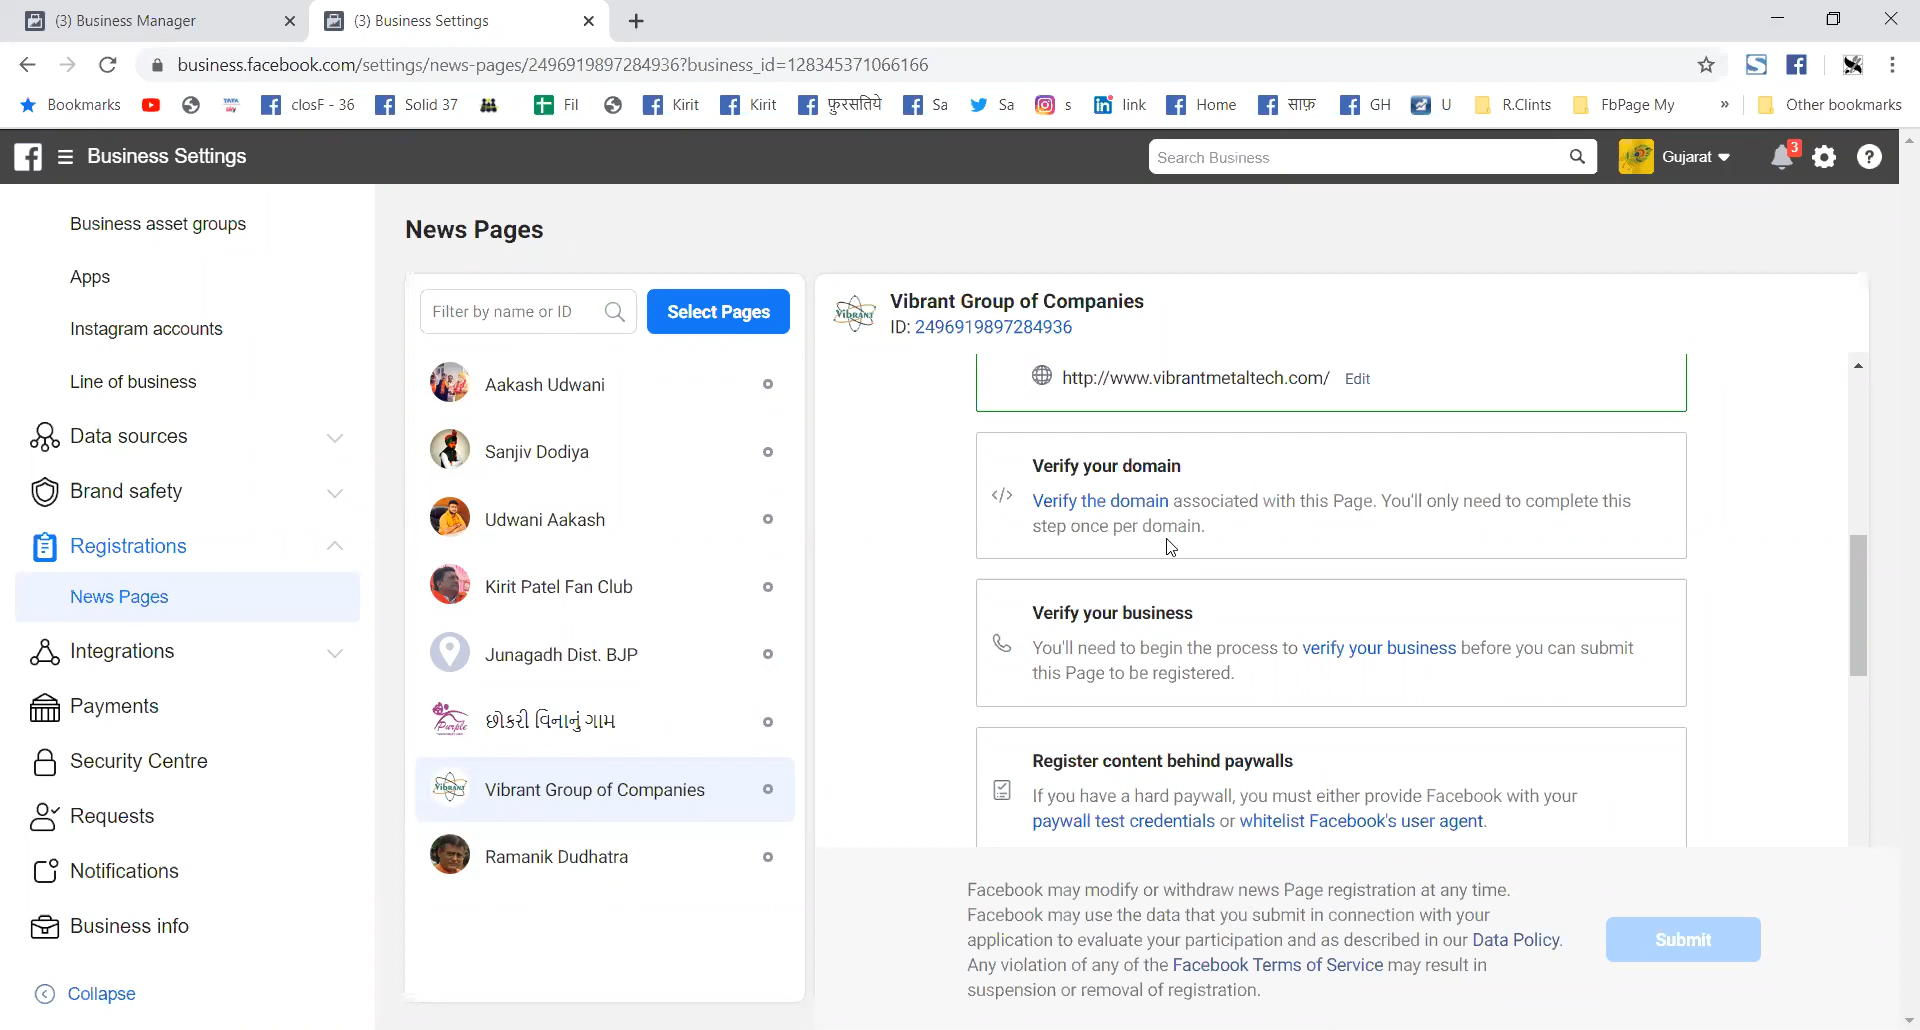 (3) Business Manager
(3) Business Settings
business.facebook.com/settings/news-pages/2496919897284936?business_id=128345371066166
Bookmarks
TATA sky
closF - 36
Solid 37
Fil
Kirit
Kirit
फ़ुरसतिये
Sa
Sa
s
link
Home
साफ़
GH
U
R.Clints
FbPage My
»
Other bookmarks
Business Settings
Search Business
Gujarat
3
Business asset groups
Apps
Instagram accounts
Line of business
Data sources
Brand safety
Registrations
News Pages
Integrations
Payments
Security Centre
Requests
Notifications
Business info
Collapse
News Pages
Filter by name or ID
Select Pages
Aakash Udwani
Sanjiv Dodiya
Udwani Aakash
Kirit Patel Fan Club
Junagadh Dist. BJP
Purple
છોકરી વિનાનું ગામ
VIBRANT
Vibrant Group of Companies
Ramanik Dudhatra
VIBRANT
Vibrant Group of Companies
ID: 2496919897284936
http://www.vibrantmetaltech.com/ Edit
Verify your domain
Verify the domain associated with this Page. You'll only need to complete this
step once per domain.
Verify your business
You'll need to begin the process to verify your business before you can submit
this Page to be registered.
Register content behind paywalls
If you have a hard paywall, you must either provide Facebook with your
paywall test credentials or whitelist Facebook's user agent.
Facebook may modify or withdraw news Page registration at any time.
Facebook may use the data that you submit in connection with your
application to evaluate your participation and as described in our Data Policy.
Any violation of any of the Facebook Terms of Service may result in
suspension or removal of registration.
Submit